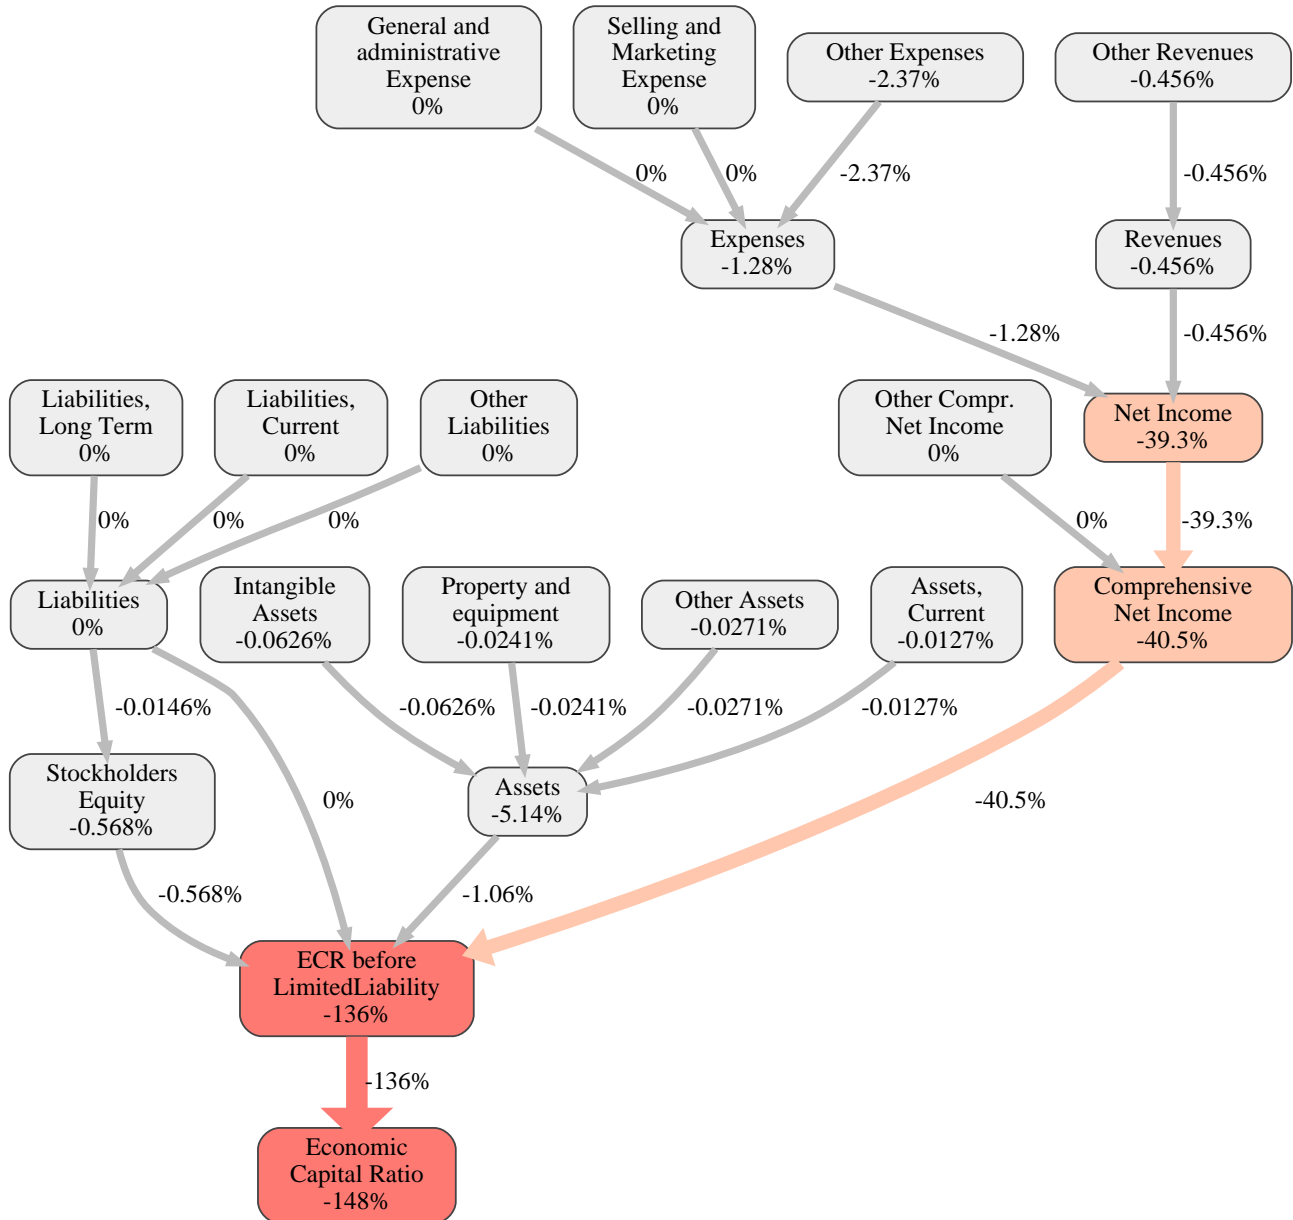 General and
administrative
Expense
0%
Selling and
Marketing
Expense
0%
Other Expenses
-2.37%
Other Revenues
-0.456%
0%
0%
-2.37%
-0.456%
Expenses
-1.28%
Revenues
-0.456%
-1.28%
-0.456%
Liabilities,
Long Term
0%
Liabilities,
Current
0%
Other
Liabilities
0%
Other Compr.
Net Income
0%
Net Income
-39.3%
0%
0%
0%
0%
-39.3%
Liabilities
0%
Intangible
Assets
-0.0626%
Property and
equipment
-0.0241%
Other Assets
-0.0271%
Assets,
Current
-0.0127%
Comprehensive
Net Income
-40.5%
-0.0146%
-0.0626%
-0.0241%
-0.0271%
-0.0127%
Stockholders
Equity
-0.568%
0%
Assets
-5.14%
-40.5%
-0.568%
-1.06%
ECR before
LimitedLiability
-136%
-136%
Economic
Capital Ratio
-148%